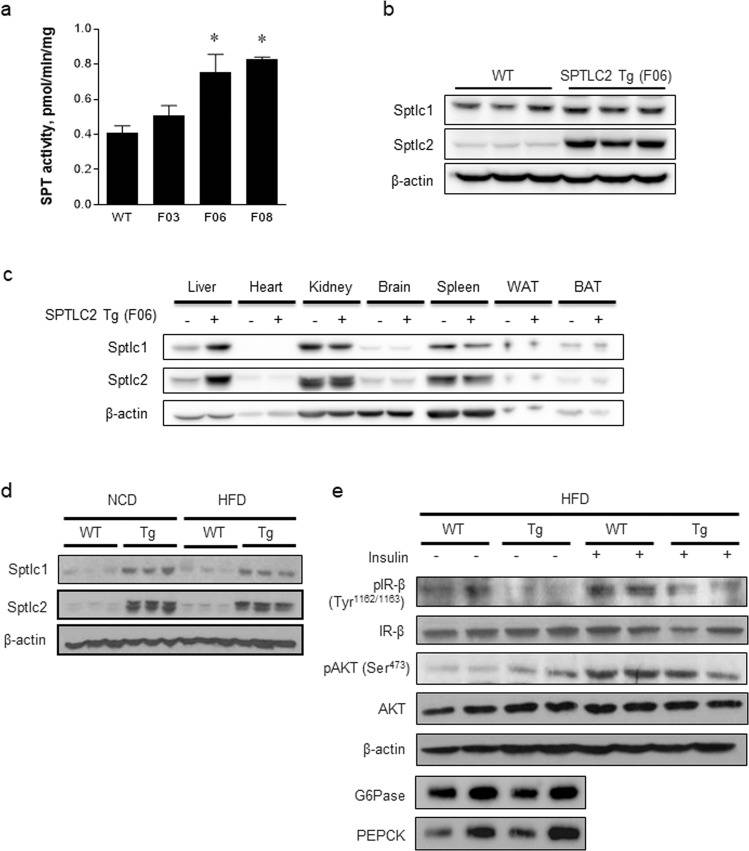 a
SPT activity, pmol/min/mg
1.0
0.8
0.6
0.4
0.2
0.0
* *
WT F03 F06 F08
b
WT SPTLC2 Tg (F06)
Sptlc1
Sptlc2
β-actin
c
Liver Heart Kidney Brain Spleen WAT BAT
SPTLC2 Tg (F06) - + - + - + - + - + - + - +
Sptlc1
Sptlc2
β-actin
d
NCD HFD
WT Tg WT Tg
Sptlc1
Sptlc2
β-actin
e
HFD
WT Tg WT Tg
Insulin - - - - + + + +
pIR-β
(Tyr1162/1163)
IR-β
pAKT (Ser473)
AKT
β-actin
G6Pase
PEPCK